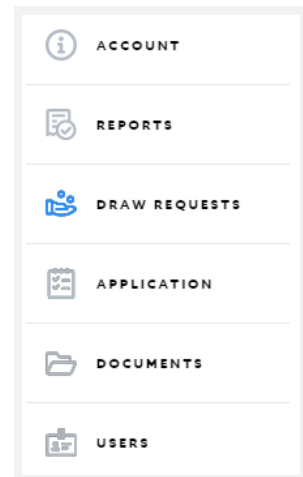 ACCOUNT
REPORTS
DRAW REQUESTS
APPLICATION
DOCUMENTS
USERS